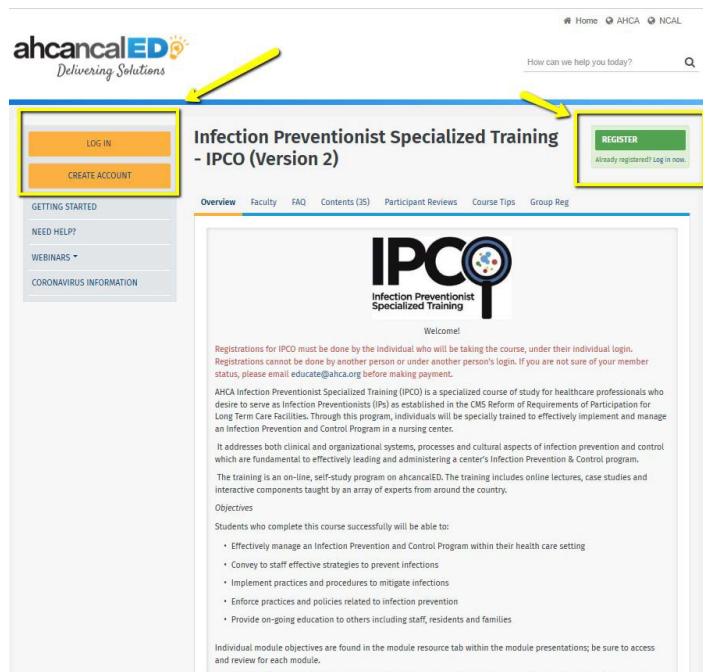 Home AHCA NCAL
ahcancalED
Delivering Solutions
How can we help you today?
LOG IN
CREATE ACCOUNT
GETTING STARTED
NEED HELP?
WEBINARS
CORONAVIRUS INFORMATION
Infection Preventionist Specialized Training
- IPCO (Version 2)
REGISTER
Already registered? Log in now.
Overview Faculty FAQ Contents (35) Participant Reviews Course Tips Group Reg
IPCO
Infection Preventionist
Specialized Training
Welcome!
Registrations for IPCO must be done by the individual who will be taking the course, under their individual login.
Registrations cannot be done by another person or under another person's login. If you are not sure of your member
status, please email educate@ahca.org before making payment.
AHCA Infection Preventionist Specialized Training (IPCO) is a specialized course of study for healthcare professionals who
desire to serve as Infection Preventionists (IPs) as established in the CMS Reform of Requirements of Participation for
Long Term Care Facilities. Through this program, individuals will be specially trained to effectively implement and manage
an Infection Prevention and Control Program in a nursing center.
It addresses both clinical and organizational systems, processes and cultural aspects of infection prevention and control
which are fundamental to effectively leading and administering a center's Infection Prevention & Control program.
The training is an on-line, self-study program on ahcancalED. The training includes online lectures, case studies and
interactive components taught by an array of experts from around the country.
Objectives
Students who complete this course successfully will be able to:
• Effectively manage an Infection Prevention and Control Program within their health care setting
• Convey to staff effective strategies to prevent infections
• Implement practices and procedures to mitigate infections
• Enforce practices and policies related to infection prevention
• Provide on-going education to others including staff, residents and families
Individual module objectives are found in the module resource tab within the module presentations; be sure to access
and review for each module.